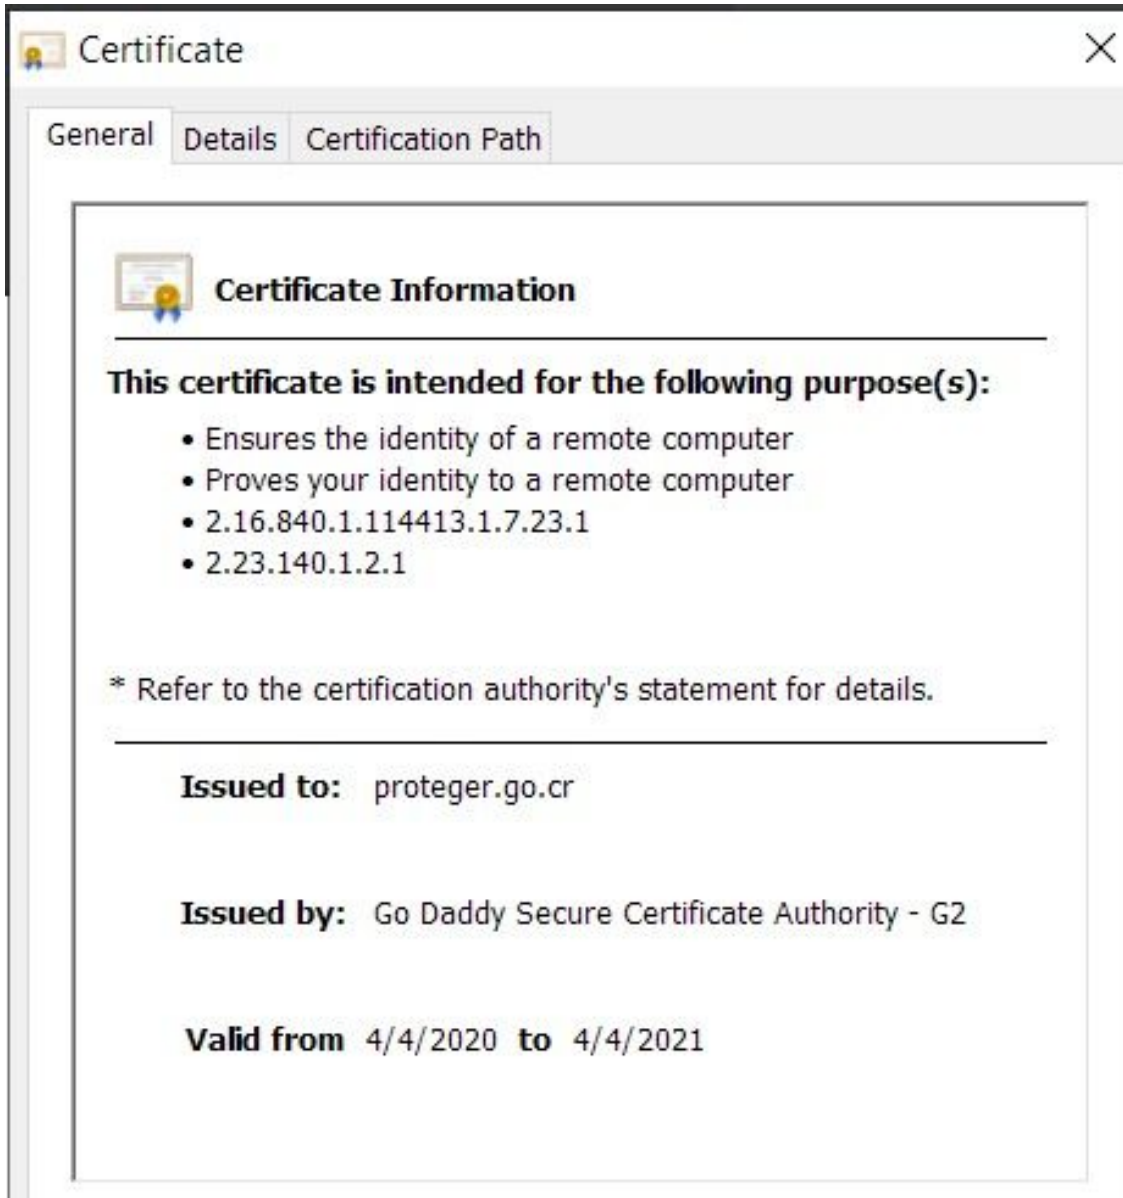 Certificate
General Details Certification Path
Certificate Information
This certificate is intended for the following purpose(s):
• Ensures the identity of a remote computer
• Proves your identity to a remote computer
• 2.16.840.1.114413.1.7.23.1
• 2.23.140.1.2.1
* Refer to the certification authority's statement for details.
Issued to: proteger.go.cr
Issued by: Go Daddy Secure Certificate Authority - G2
Valid from 4/4/2020 to 4/4/2021